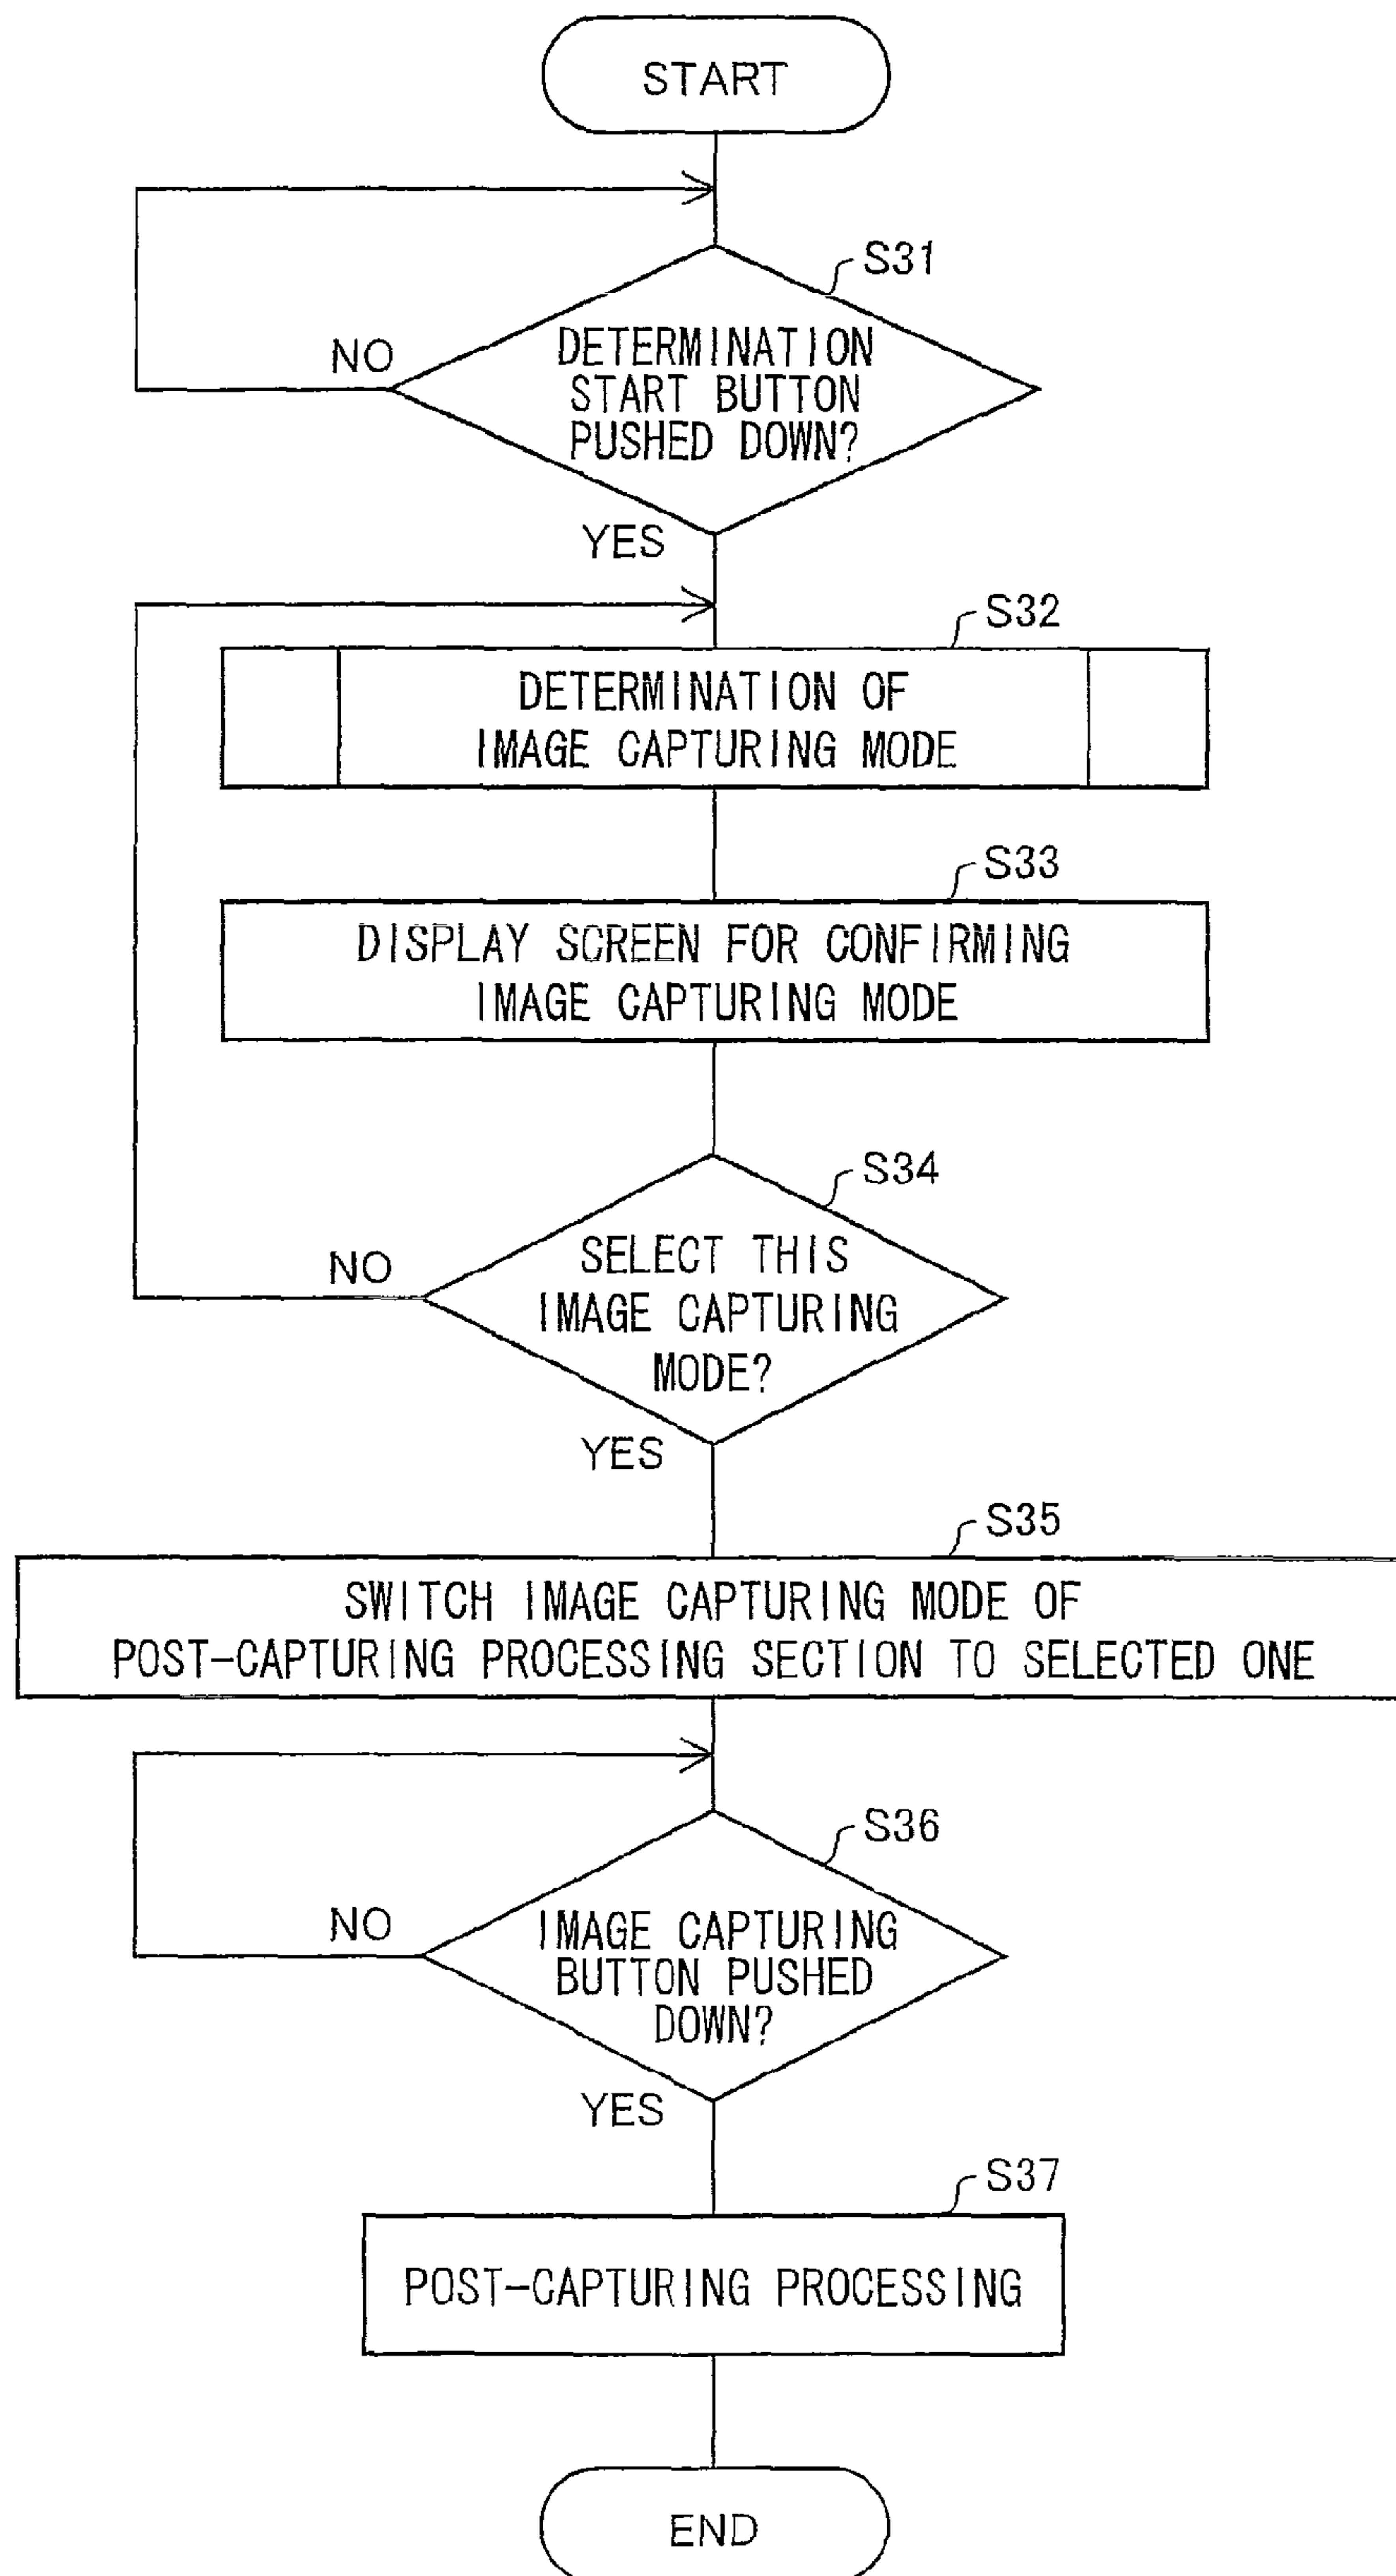 START
S31
DETERMINATION
START BUTTON
PUSHED DOWN?
NO
YES
S32
DETERMINATION OF
IMAGE CAPTURING MODE
S33
DISPLAY SCREEN FOR CONFIRMING
IMAGE CAPTURING MODE
S34
SELECT THIS
IMAGE CAPTURING
MODE?
NO
YES
S35
SWITCH IMAGE CAPTURING MODE OF
POST-CAPTURING PROCESSING SECTION TO SELECTED ONE
S36
IMAGE CAPTURING
BUTTON PUSHED
DOWN?
NO
YES
S37
POST-CAPTURING PROCESSING
END